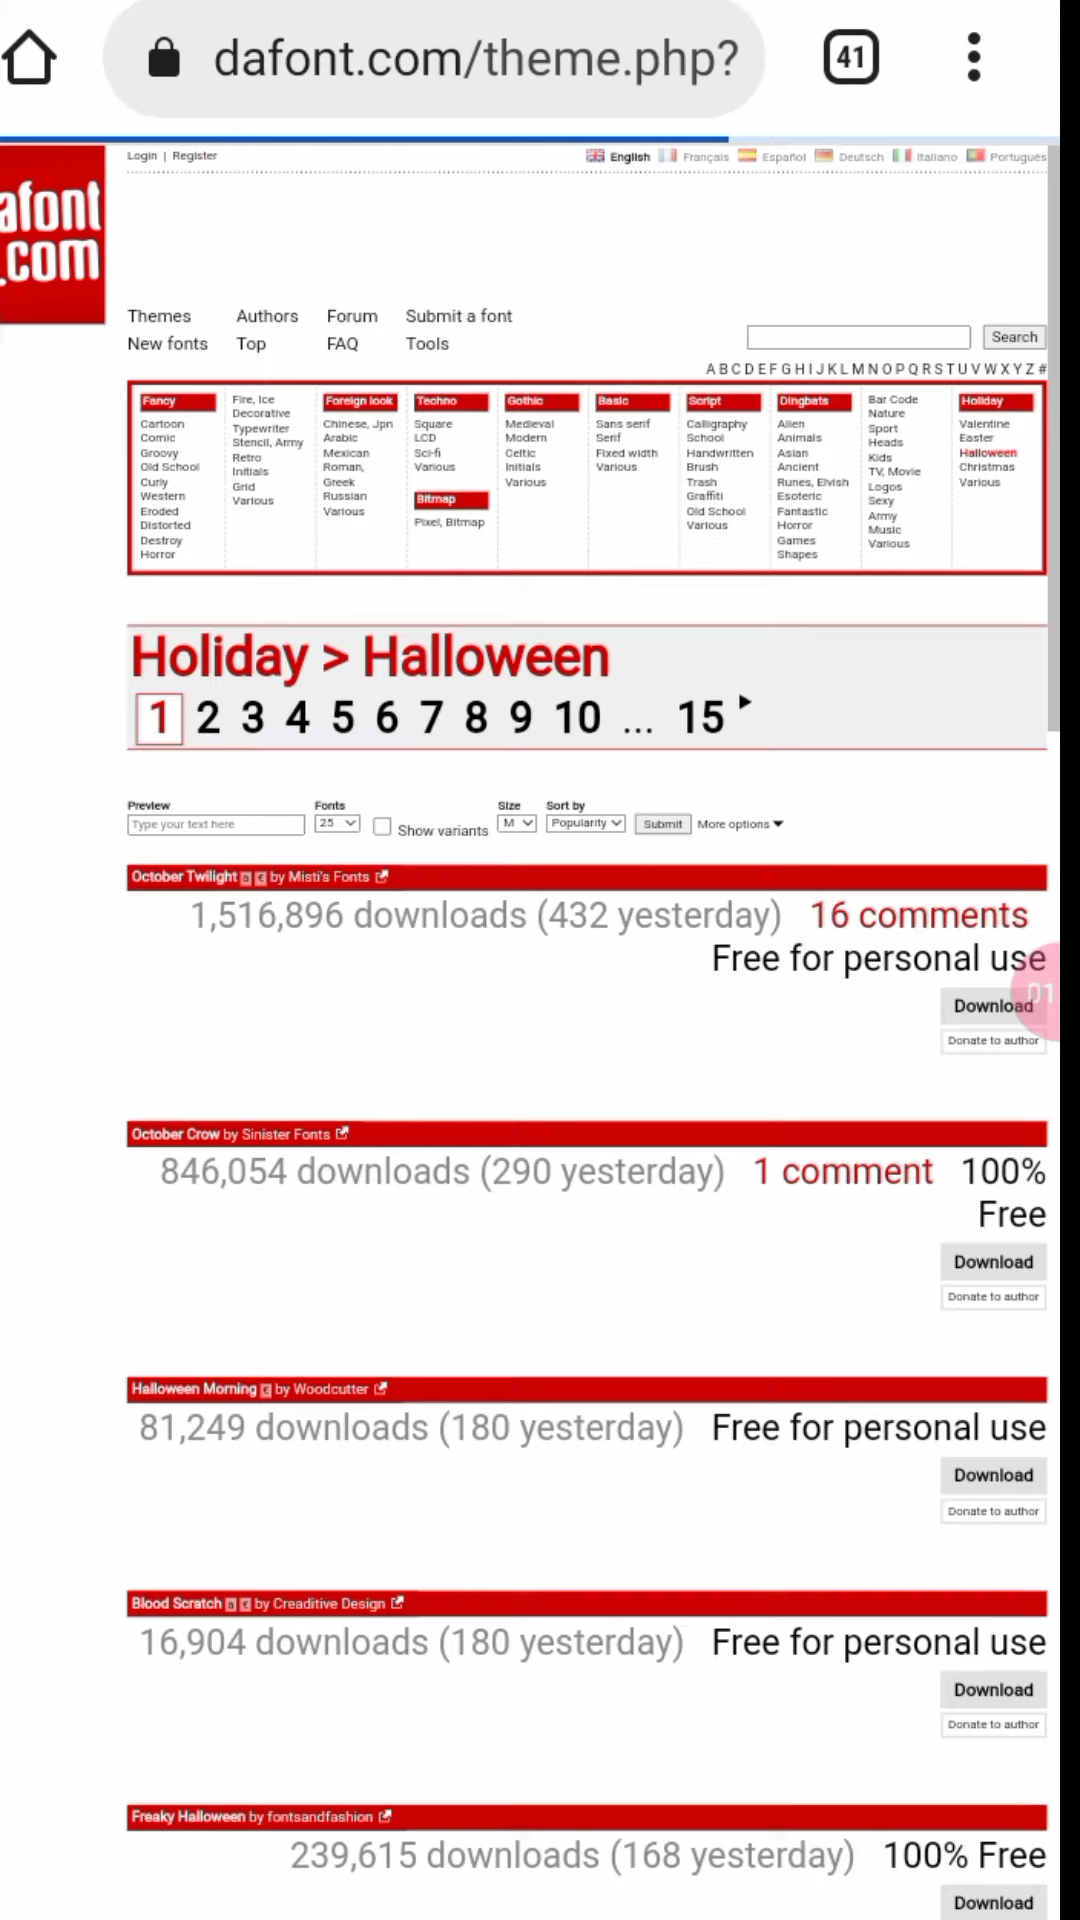 dafont.com/theme.php?
41
Login | Register
English Français Español Deutsch Italiano Português
afont
.com
Themes Authors Forum Submit a font
New fonts Top FAQ Tools
Search
A B C D E F G H I J K L M N O P Q R S T U V W X Y Z #
Fancy
Cartoon
Comic
Groovy
Old School
Curly
Western
Eroded
Distorted
Destroy
Horror
Fire, Ice
Decorative
Typewriter
Stencil, Army
Retro
Initials
Grid
Various
Foreign look
Chinese, Jpn
Arabic
Mexican
Roman,
Greek
Russian
Various
Techno
Square
LCD
Sci-fi
Various
Bitmap
Pixel, Bitmap
Gothic
Medieval
Modern
Celtic
Initials
Various
Basic
Sans serif
Serif
Fixed width
Various
Script
Calligraphy
School
Handwritten
Brush
Trash
Graffiti
Old School
Various
Dingbats
Alien
Animals
Asian
Ancient
Runes, Elvish
Esoteric
Fantastic
Horror
Games
Shapes
Bar Code
Nature
Sport
Heads
Kids
TV, Movie
Logos
Sexy
Army
Music
Various
Holiday
Valentine
Easter
Halloween
Christmas
Various
Holiday > Halloween
1 2 3 4 5 6 7 8 9 10 ... 15
Preview Fonts Size Sort by
Type your text here 25 Show variants M Popularity Submit More options
October Twilight à € by Misti's Fonts
1,516,896 downloads (432 yesterday) 16 comments
Free for personal use
01
Download
Donate to author
October Crow by Sinister Fonts
846,054 downloads (290 yesterday) 1 comment 100%
Free
Download
Donate to author
Halloween Morning € by Woodcutter
81,249 downloads (180 yesterday) Free for personal use
Download
Donate to author
Blood Scratch à € by Creaditive Design
16,904 downloads (180 yesterday) Free for personal use
Download
Donate to author
Freaky Halloween by fontsandfashion
239,615 downloads (168 yesterday) 100% Free
Download